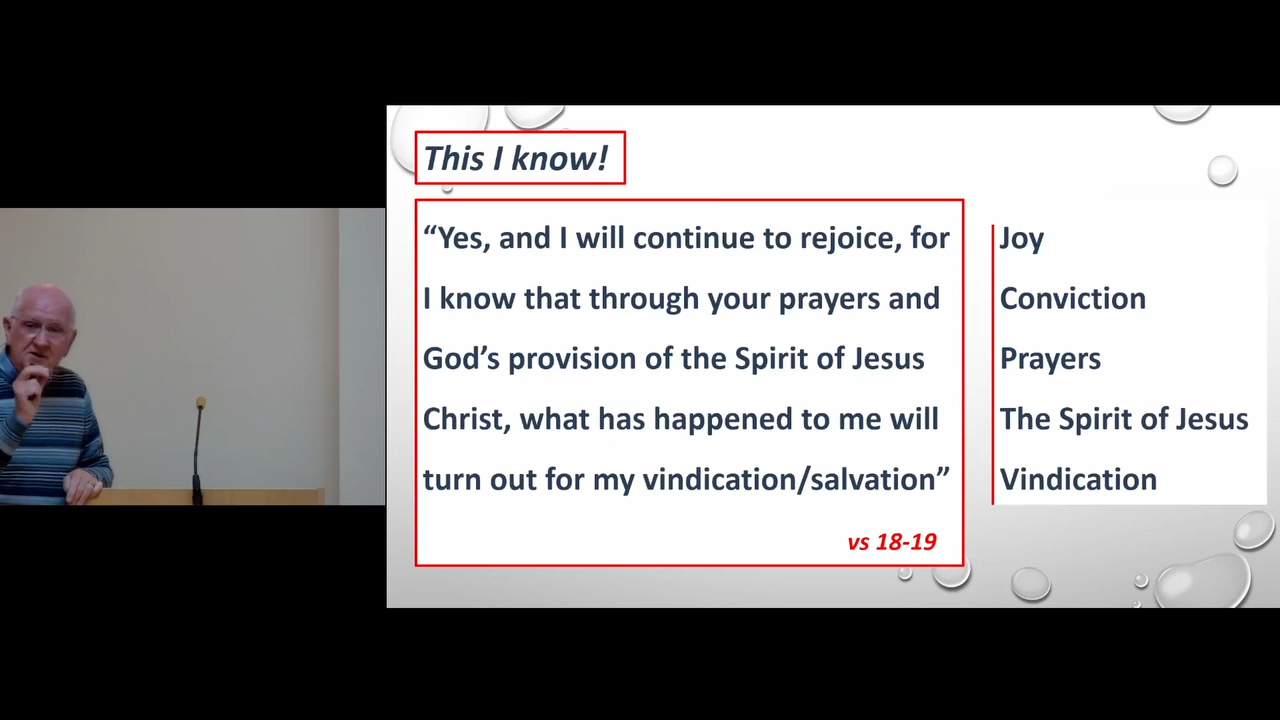 This I know!
“Yes, and I will continue to rejoice, for
I know that through your prayers and
God’s provision of the Spirit of Jesus
Christ, what has happened to me will
turn out for my vindication/salvation”
vs 18-19
Joy
Conviction
Prayers
The Spirit of Jesus
Vindication